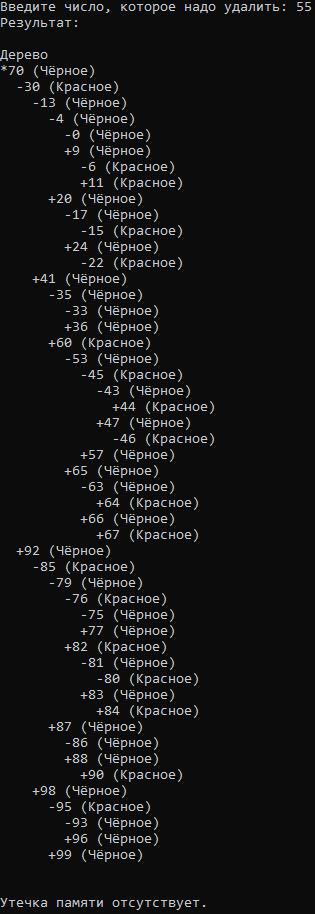 Введите число, которое надо удалить: 55
Результат:

Дерево
*70 (Чёрное)
  -30 (Красное)
    -13 (Чёрное)
      -4 (Чёрное)
        -0 (Чёрное)
        +9 (Чёрное)
          -6 (Красное)
          +11 (Красное)
      +20 (Чёрное)
        -17 (Чёрное)
          -15 (Красное)
        +24 (Чёрное)
          -22 (Красное)
    +41 (Чёрное)
      -35 (Чёрное)
        -33 (Чёрное)
        +36 (Чёрное)
      +60 (Красное)
        -53 (Чёрное)
          -45 (Красное)
            -43 (Чёрное)
              +44 (Красное)
            +47 (Чёрное)
              -46 (Красное)
          +57 (Чёрное)
        +65 (Чёрное)
          -63 (Чёрное)
            +64 (Красное)
          +66 (Чёрное)
            +67 (Красное)
  +92 (Чёрное)
    -85 (Красное)
      -79 (Чёрное)
        -76 (Красное)
          -75 (Чёрное)
          +77 (Чёрное)
        +82 (Красное)
          -81 (Чёрное)
            -80 (Красное)
          +83 (Чёрное)
            +84 (Красное)
      +87 (Чёрное)
        -86 (Чёрное)
        +88 (Чёрное)
          +90 (Красное)
    +98 (Чёрное)
      -95 (Красное)
        -93 (Чёрное)
        +96 (Чёрное)
      +99 (Чёрное)

Утечка памяти отсутствует.